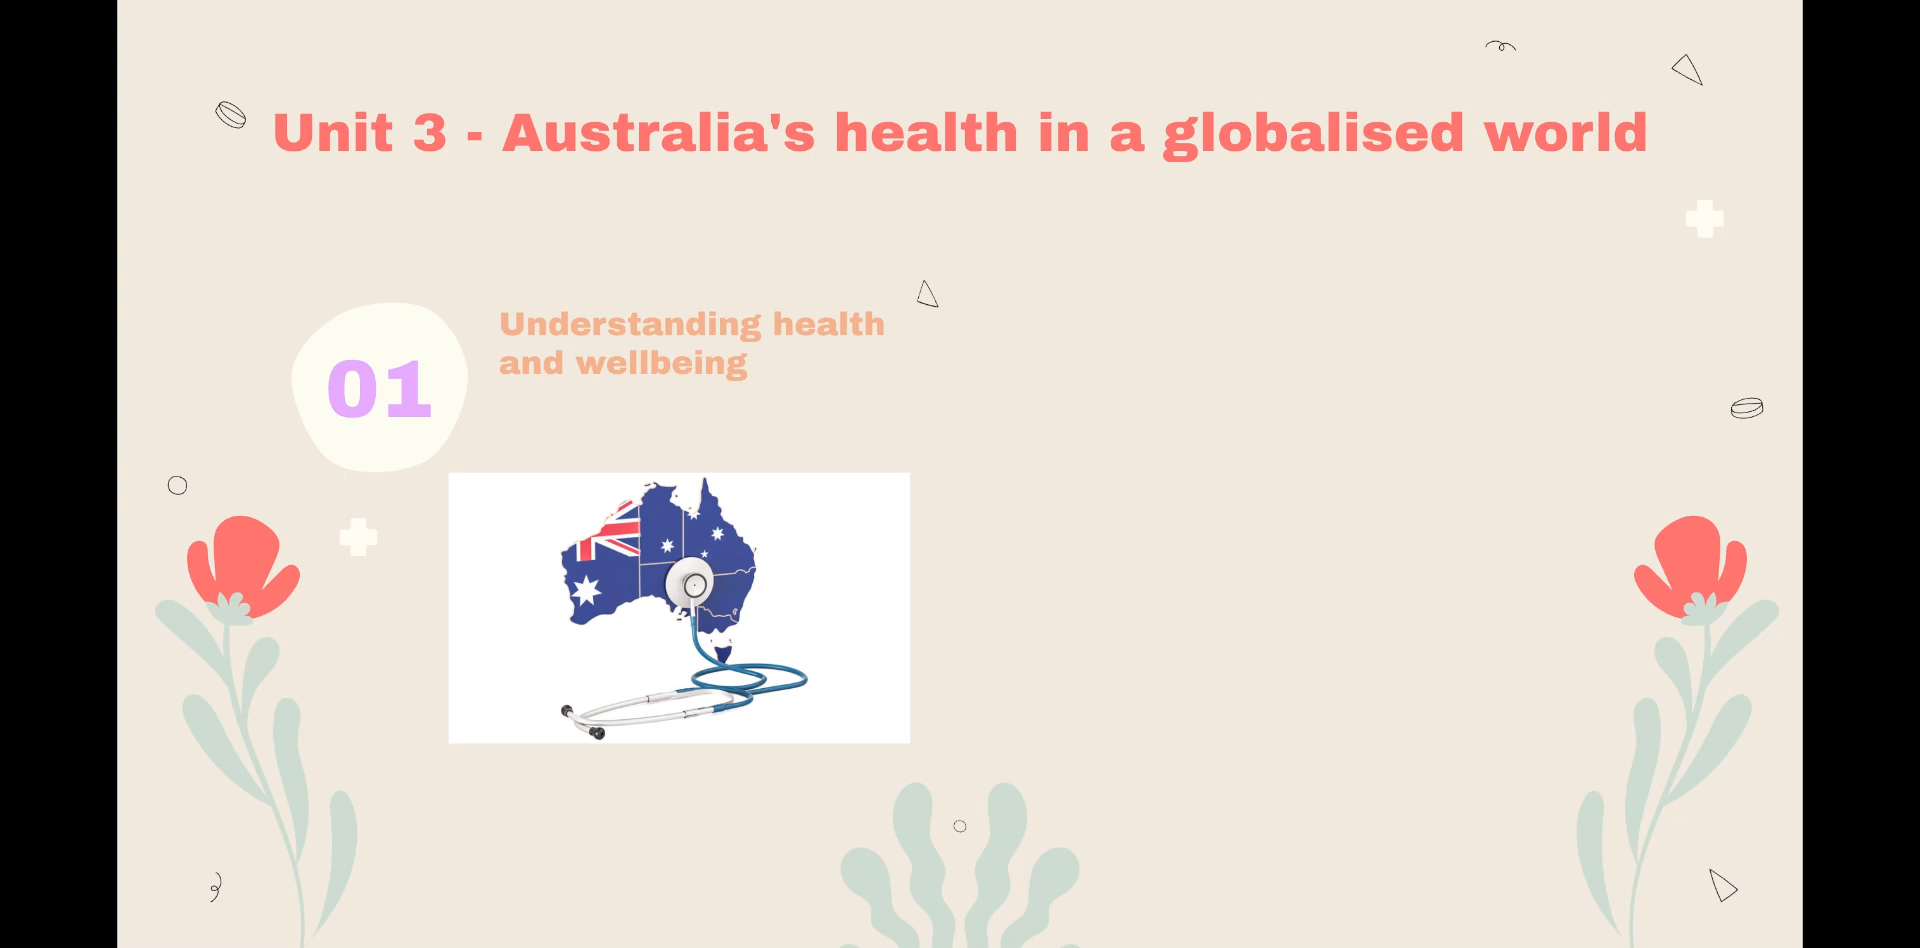 Unit 3 - Australia's health in a globalised world
01
Understanding health
and wellbeing